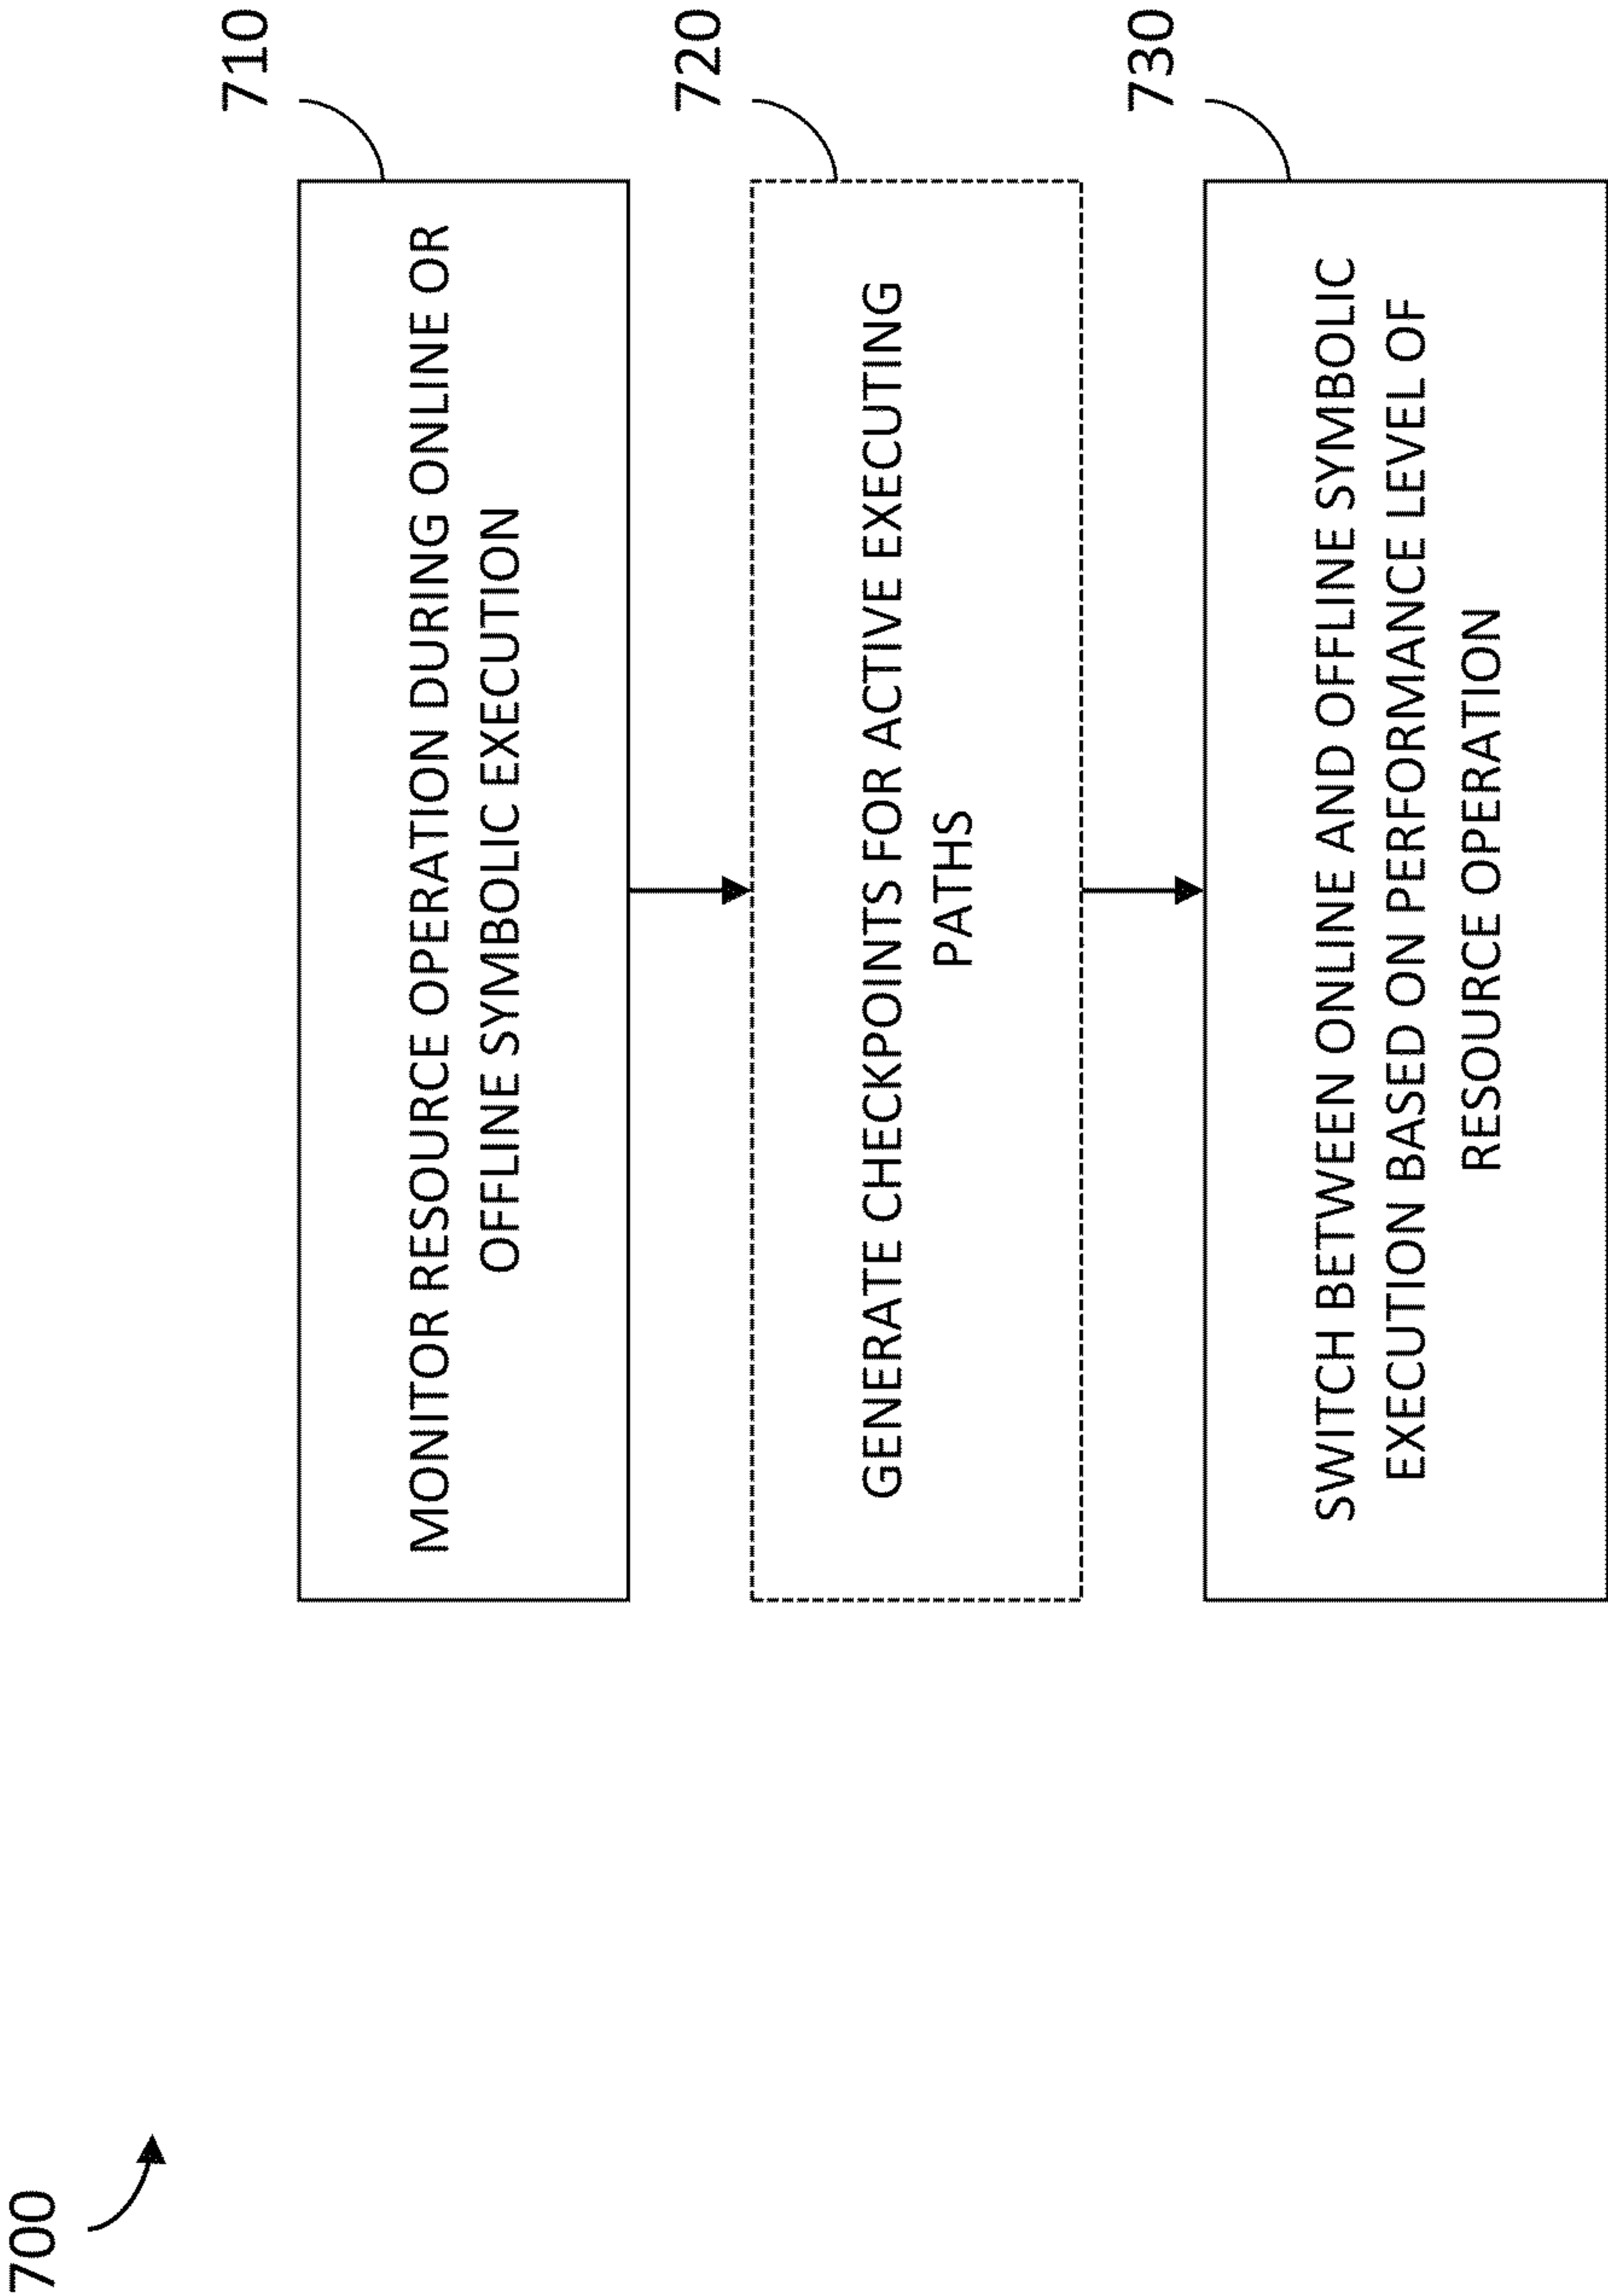 700
710
MONITOR RESOURCE OPERATION DURING ONLINE OR
OFFLINE SYMBOLIC EXECUTION
720
GENERATE CHECKPOINTS FOR ACTIVE EXECUTING
PATHS
730
SWITCH BETWEEN ONLINE AND OFFLINE SYMBOLIC
EXECUTION BASED ON PERFORMANCE LEVEL OF
RESOURCE OPERATION